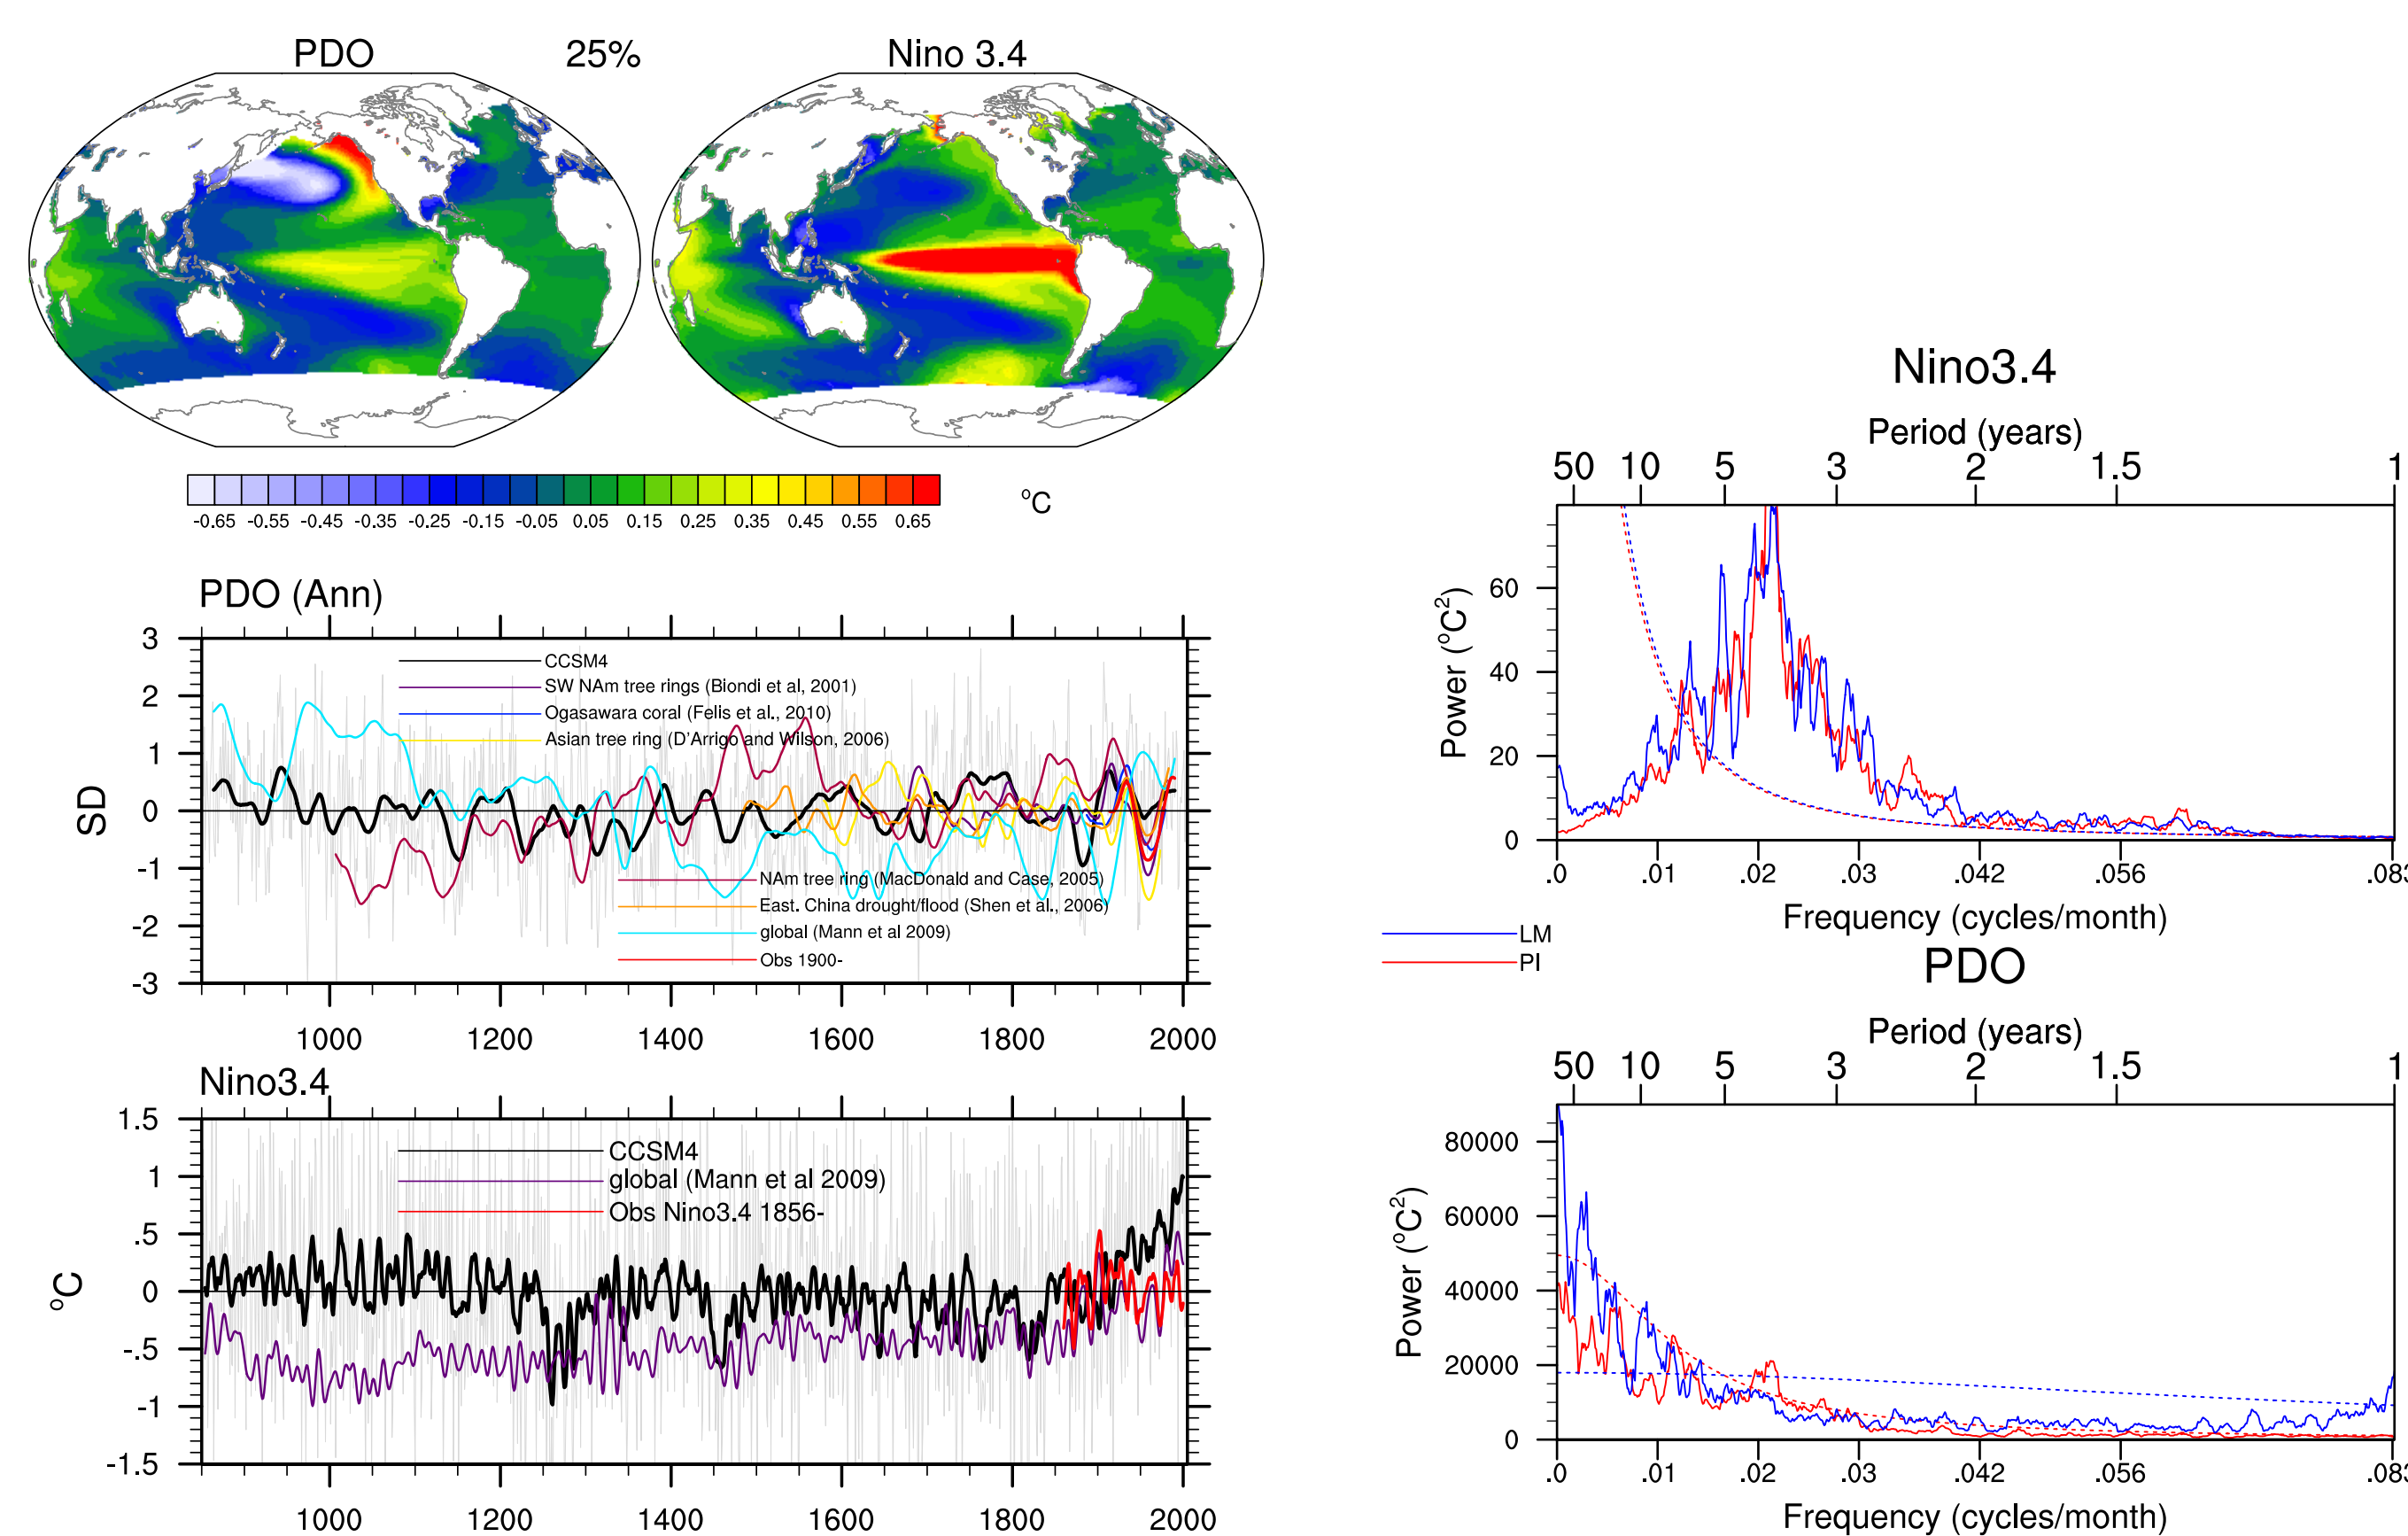 PDO 25% Nino 3.4
-0.65 -0.55 -0.45 -0.35 -0.25 -0.15 -0.05 0.05 0.15 0.25 0.35 0.45 0.55 0.65 °C
PDO (Ann)
3
2
1
0
-1
-2
-3
SD
CCSM4
SW NAm tree rings (Biondi et al, 2001)
Ogasawara coral (Felis et al., 2010)
Asian tree ring (D'Arrigo and Wilson, 2006)
NAm tree ring (MacDonald and Case, 2005)
East. China drought/flood (Shen et al., 2006)
global (Mann et al 2009)
Obs 1900-
1000 1200 1400 1600 1800 2000
Nino3.4
1.5
1
.5
0
-.5
-1
-1.5
°C
CCSM4
global (Mann et al 2009)
Obs Nino3.4 1856-
1000 1200 1400 1600 1800 2000
Nino3.4
Period (years)
50 10 5 3 2 1.5 1
60
40
20
0
Power (°C²)
.0 .01 .02 .03 .042 .056 .083
Frequency (cycles/month)
LM
PI
PDO
Period (years)
50 10 5 3 2 1.5 1
80000
60000
40000
20000
0
Power (°C²)
.0 .01 .02 .03 .042 .056 .083
Frequency (cycles/month)